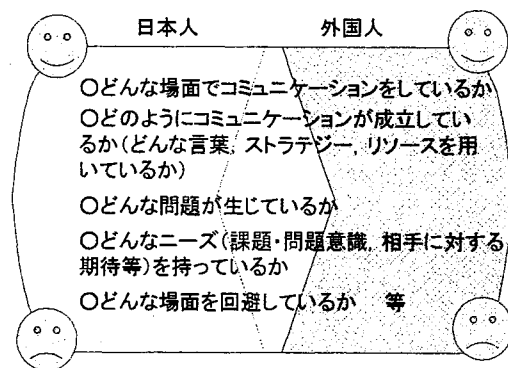 日本人 外国人
○どんな場面でコミュニケーションをしているか
○どのようにコミュニケーションが成立してい
るか(どんな言葉,ストラテジー,リソースを用
いているか)
○どんな問題が生じているか
○どんなニーズ(課題・問題意識,相手に対する
期待等)を持っているか
○どんな場面を回避しているか 等